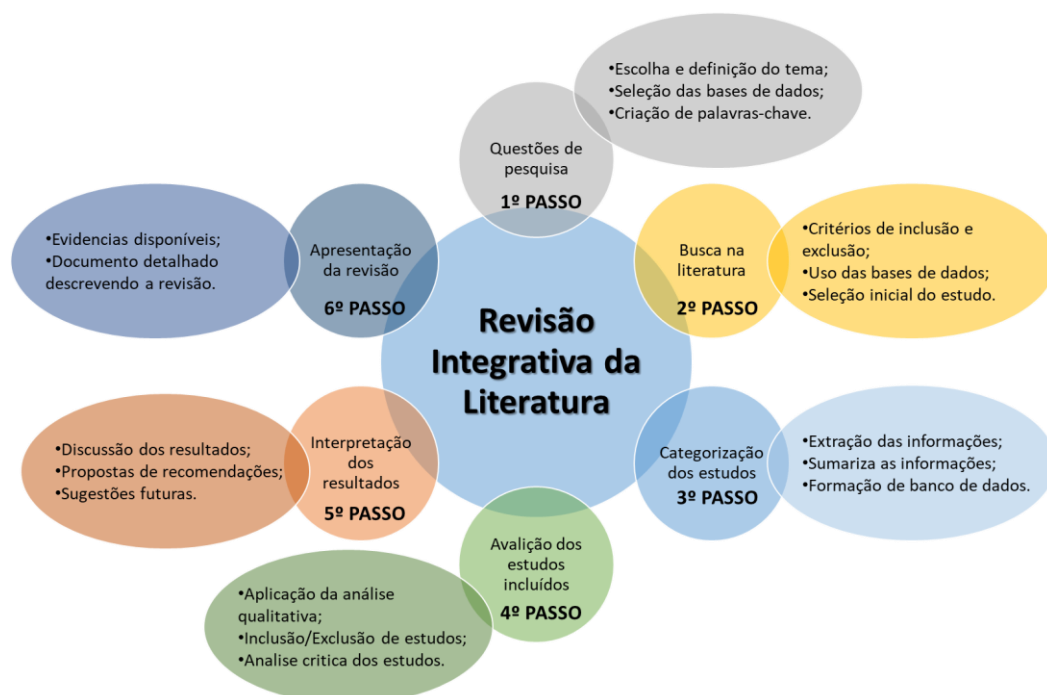 Revisão
Integrativa da
Literatura
Questões de
pesquisa
1º PASSO
•Escolha e definição do tema;
•Seleção das bases de dados;
•Criação de palavras-chave.
Busca na
literatura
2º PASSO
•Critérios de inclusão e
exclusão;
•Uso das bases de dados;
•Seleção inicial do estudo.
Categorização
dos estudos
3º PASSO
•Extração das informações;
•Sumariza as informações;
•Formação de banco de dados.
Avalição dos
estudos
incluídos
4º PASSO
•Aplicação da análise
qualitativa;
•Inclusão/Exclusão de estudos;
•Analise critica dos estudos.
Interpretação
dos
resultados
5º PASSO
•Discussão dos resultados;
•Propostas de recomendações;
•Sugestões futuras.
Apresentação
da revisão
6º PASSO
•Evidencias disponíveis;
•Documento detalhado
descrevendo a revisão.